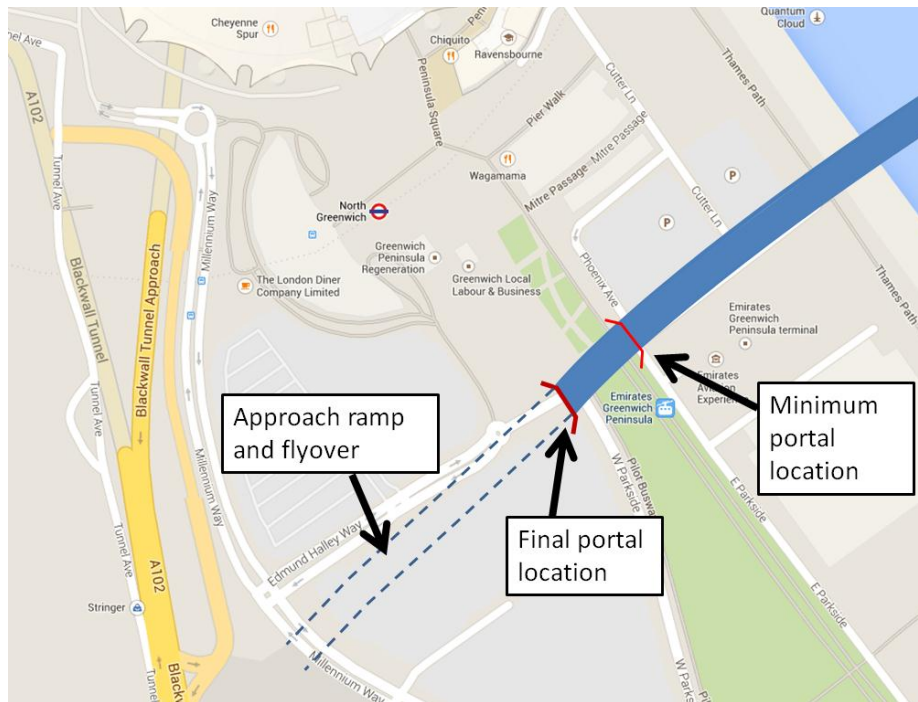 Cheyenne
Spur
Chiquito
Ravensbourne
Quantum
Cloud
Tunnel Ave
A102
Peninsula Square
Pier Walk
Cutter Ln
Thames Path
Wagamama
Mitre Passage
Mitre Passage
P
P
Cutter Ln
Tunnel Ave
Millennium Way
North
Greenwich
Greenwich
Peninsula
Regeneration
Greenwich Local
Labour & Business
Phoenix Ave
Thames Path
The London Diner
Company Limited
Blackwall Tunnel
Blackwall Tunnel Approach
Emirates
Greenwich
Peninsula terminal
Emirates
Experience
Emirates
Greenwich
Peninsula
Approach ramp
and flyover
Minimum
portal
location
Final portal
location
Tunnel Ave
Millennium Way
W Parkside
Pilot Busway
E Parkside
Edmund Halley Way
A102
Tunnel Ave
Stringer
E Parkside
Millennium Way
W Parkside